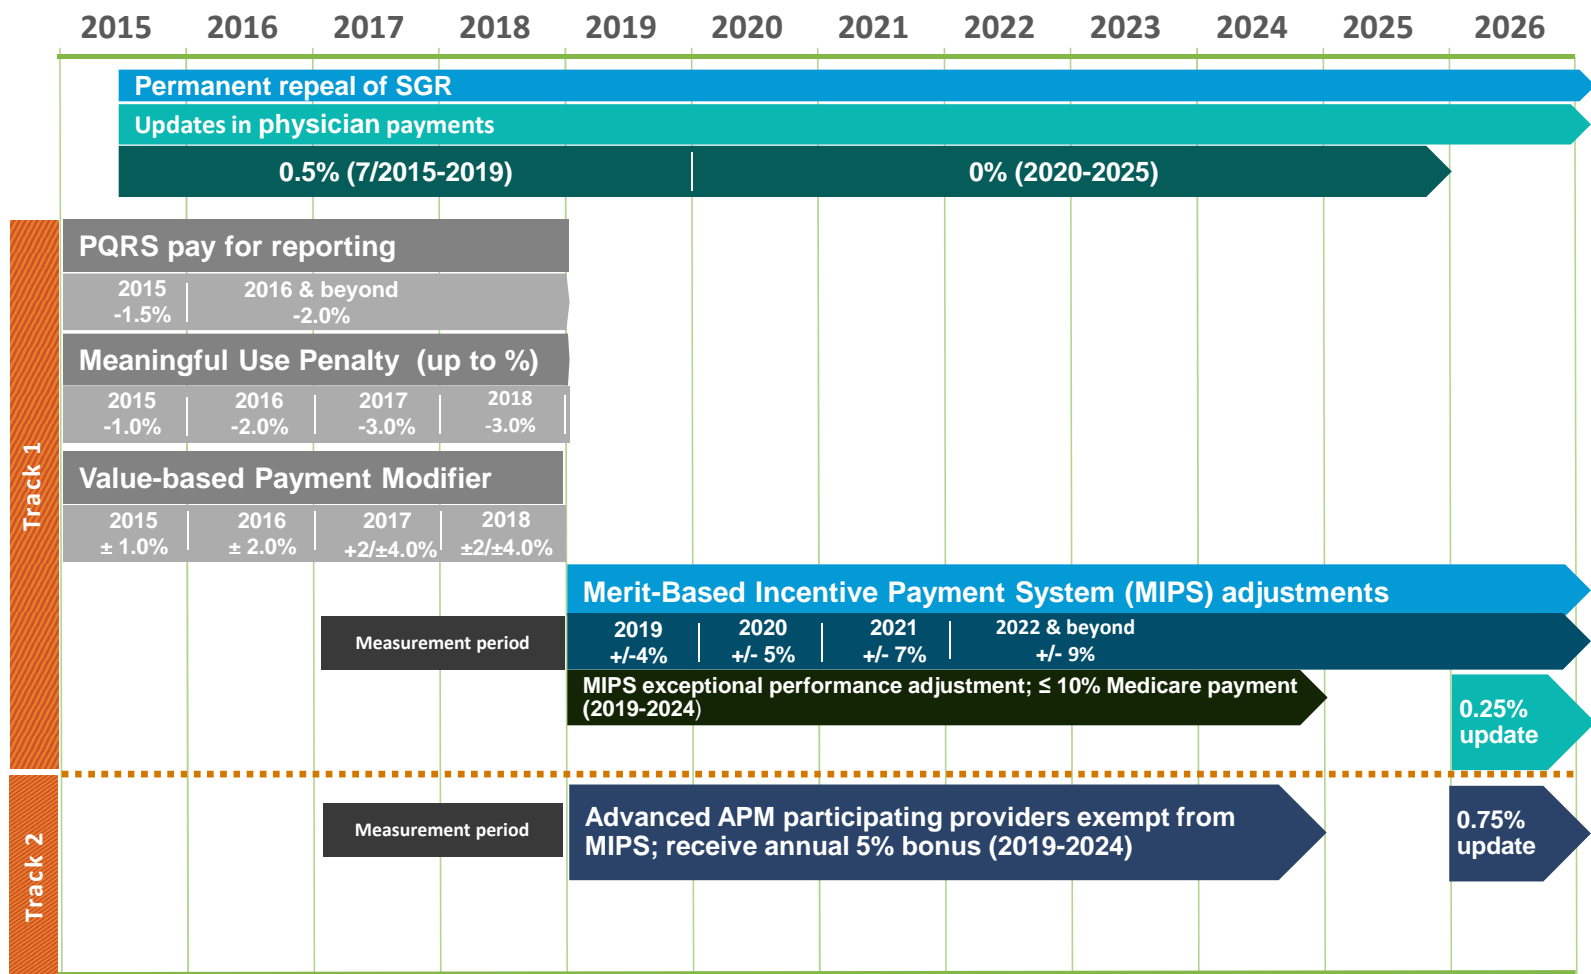 2015 2016 2017 2018 2019 2020 2021 2022 2023 2024 2025 2026
Permanent repeal of SGR
Updates in physician payments
0.5% (7/2015-2019)
0% (2020-2025)
Track 1
PQRS pay for reporting
2015
-1.5%
2016 & beyond
-2.0%
Meaningful Use Penalty (up to %)
2015
-1.0%
2016
-2.0%
2017
-3.0%
2018
-3.0%
Value-based Payment Modifier
2015
± 1.0%
2016
± 2.0%
2017
+2/±4.0%
2018
±2/±4.0%
Merit-Based Incentive Payment System (MIPS) adjustments
Measurement period
2019
+/-4%
2020
+/- 5%
2021
+/- 7%
2022 & beyond
+/- 9%
MIPS exceptional performance adjustment; ≤ 10% Medicare payment
(2019-2024)
0.25%
update
Track 2
Measurement period
Advanced APM participating providers exempt from
MIPS; receive annual 5% bonus (2019-2024)
0.75%
update